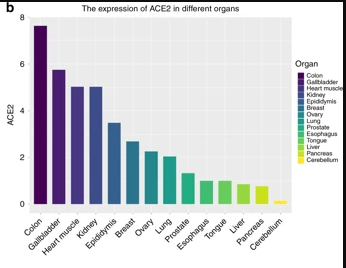 b
The expression of ACE2 in different organs
8
6
4
2
0
ACE2
Colon
Gallbladder
Heart muscle
Kidney
Epididymis
Breast
Ovary
Lung
Prostate
Esophagus
Tongue
Liver
Pancreas
Cerebellum
Organ
Colon
Gallbladder
Heart muscle
Kidney
Epididymis
Breast
Ovary
Lung
Prostate
Esophagus
Tongue
Liver
Pancreas
Cerebellum